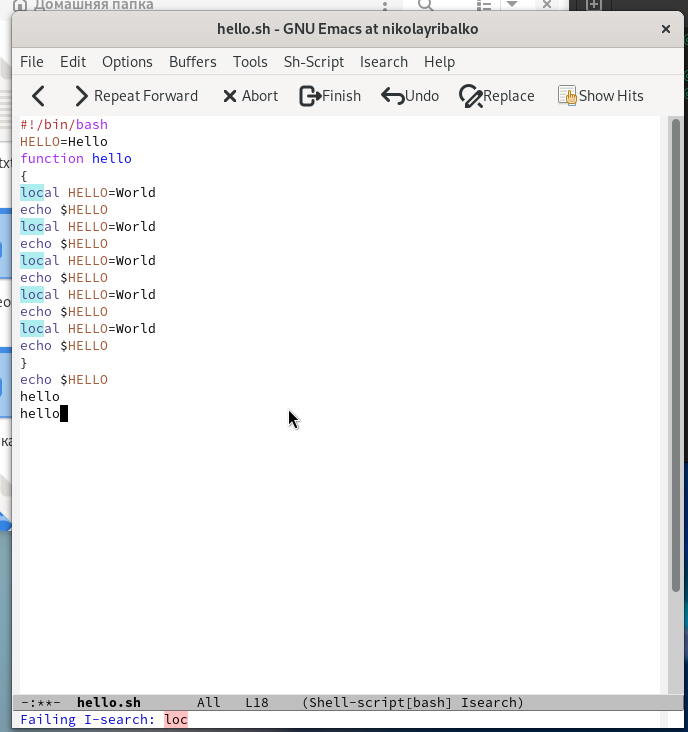 Домашняя папка
hello.sh - GNU Emacs at nikolayribalko
File Edit Options Buffers Tools Sh-Script Isearch Help
Repeat Forward Abort Finish Undo Replace Show Hits
#!/bin/bash
HELLO=Hello
function hello
{
local HELLO=World
echo $HELLO
local HELLO=World
echo $HELLO
local HELLO=World
echo $HELLO
local HELLO=World
echo $HELLO
local HELLO=World
echo $HELLO
}
echo $HELLO
hello
hello
-:**- hello.sh All L18 (Shell-script[bash] Isearch)
Failing I-search: loc